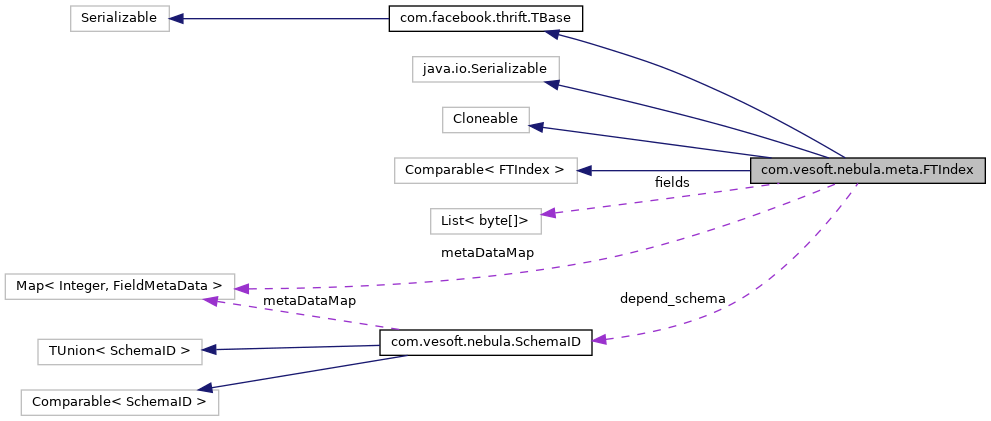 Serializable
com.facebook.thrift.TBase
java.io.Serializable
Cloneable
Comparable< FTIndex >
com.vesoft.nebula.meta.FTIndex
fields
List< byte[]>
metaDataMap
Map< Integer, FieldMetaData >
metaDataMap
depend_schema
com.vesoft.nebula.SchemaID
TUnion< SchemaID >
Comparable< SchemaID >